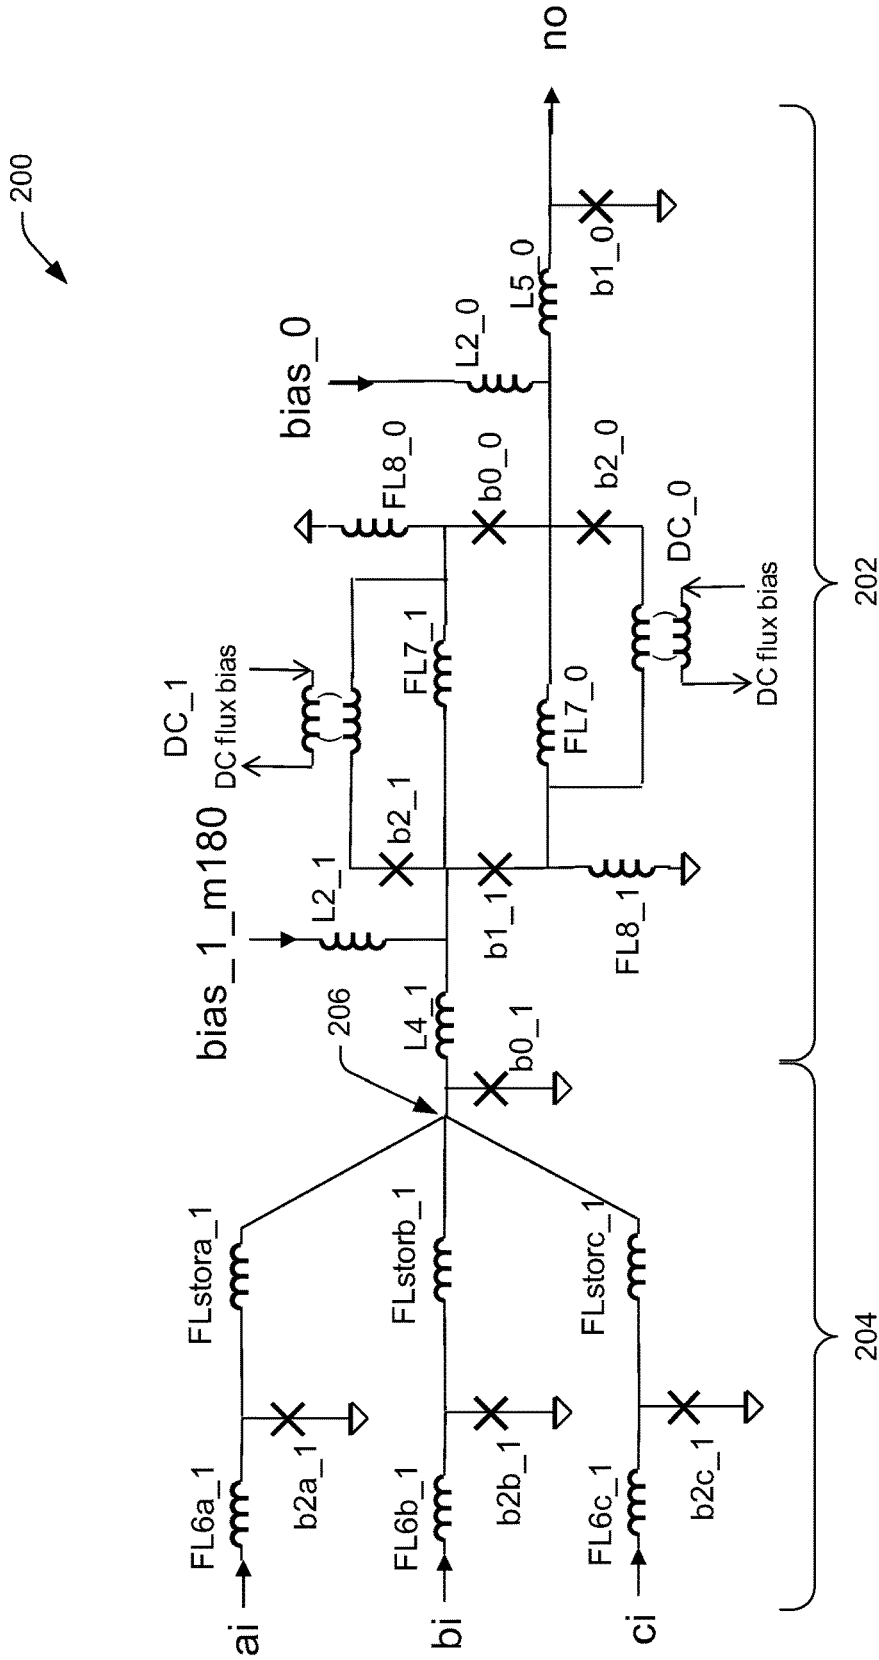 200
ai
FL6a_1
b2a_1
FLstora_1
bi
FL6b_1
b2b_1
FLstorb_1
ci
FL6c_1
b2c_1
FLstorc_1
206
b0_1
L4_1
bias_1_m180
L2_1
b2_1
b1_1
FL8_1
DC_1
DC flux bias
FL7_1
FL7_0
DC_0
DC flux bias
FL8_0
b0_0
b2_0
bias_0
L2_0
L5_0
b1_0
no
204
202